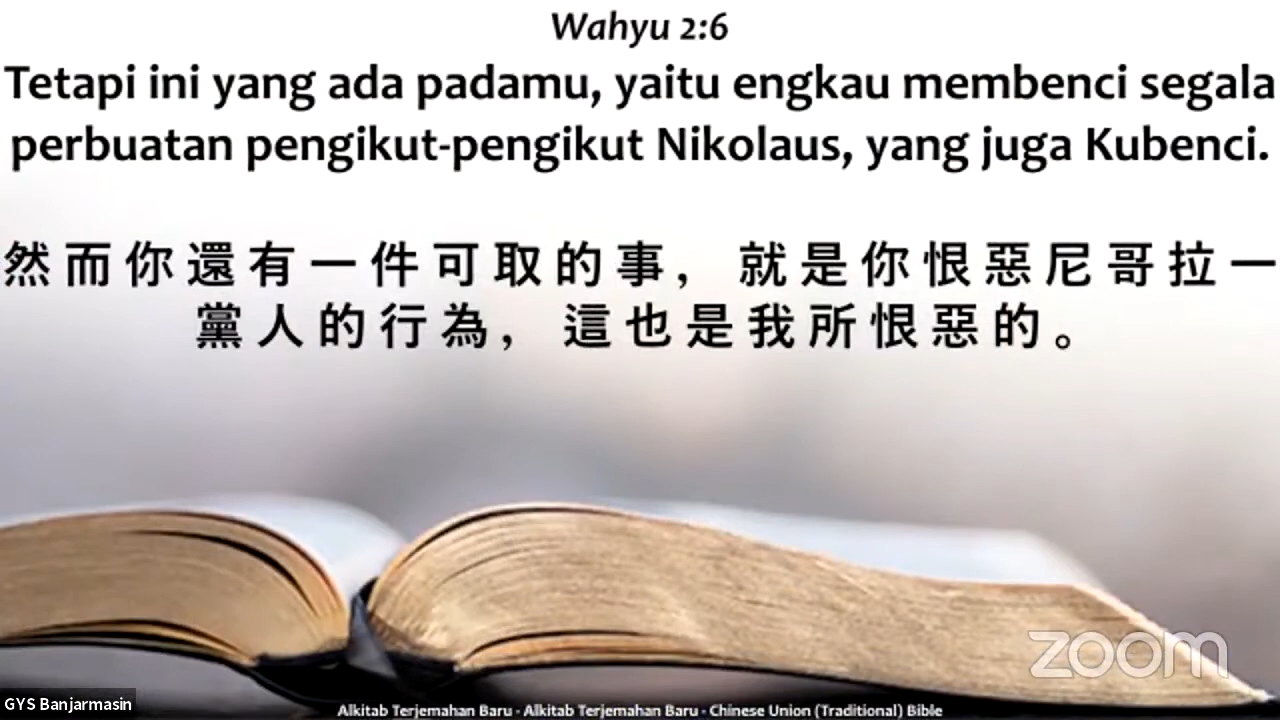 Wahyu 2:6
Tetapi ini yang ada padamu, yaitu engkau membenci segala
perbuatan pengikut-pengikut Nikolaus, yang juga Kubenci.
然而你還有一件可取的事，就是你恨惡尼哥拉一
黨人的行為，這也是我所恨惡的。
zoom
GYS Banjarmasin
Alkitab Terjemahan Baru - Alkitab Terjemahan Baru - Chinese Union (Traditional) Bible